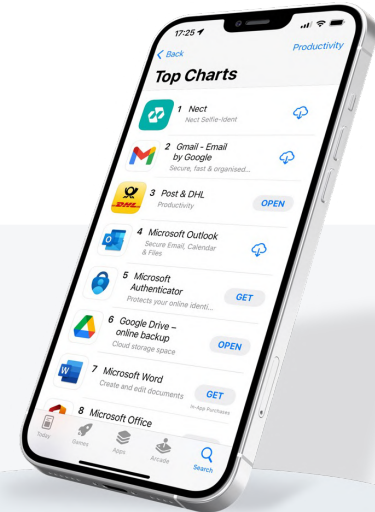 17:25
Back
Productivity
Top Charts
1 Nect
Nect Selfie-Ident
2 Gmail - Email
by Google
Secure, fast & organised...
3 Post & DHL
Productivity
OPEN
4 Microsoft Outlook
Secure Email, Calendar
& Files
5 Microsoft
Authenticator
Protects your online identi...
GET
6 Google Drive –
online backup
Cloud storage space
OPEN
7 Microsoft Word
Create and edit documents
GET
In-App Purchases
8 Microsoft Office
Today
Games
Apps
Arcade
Search